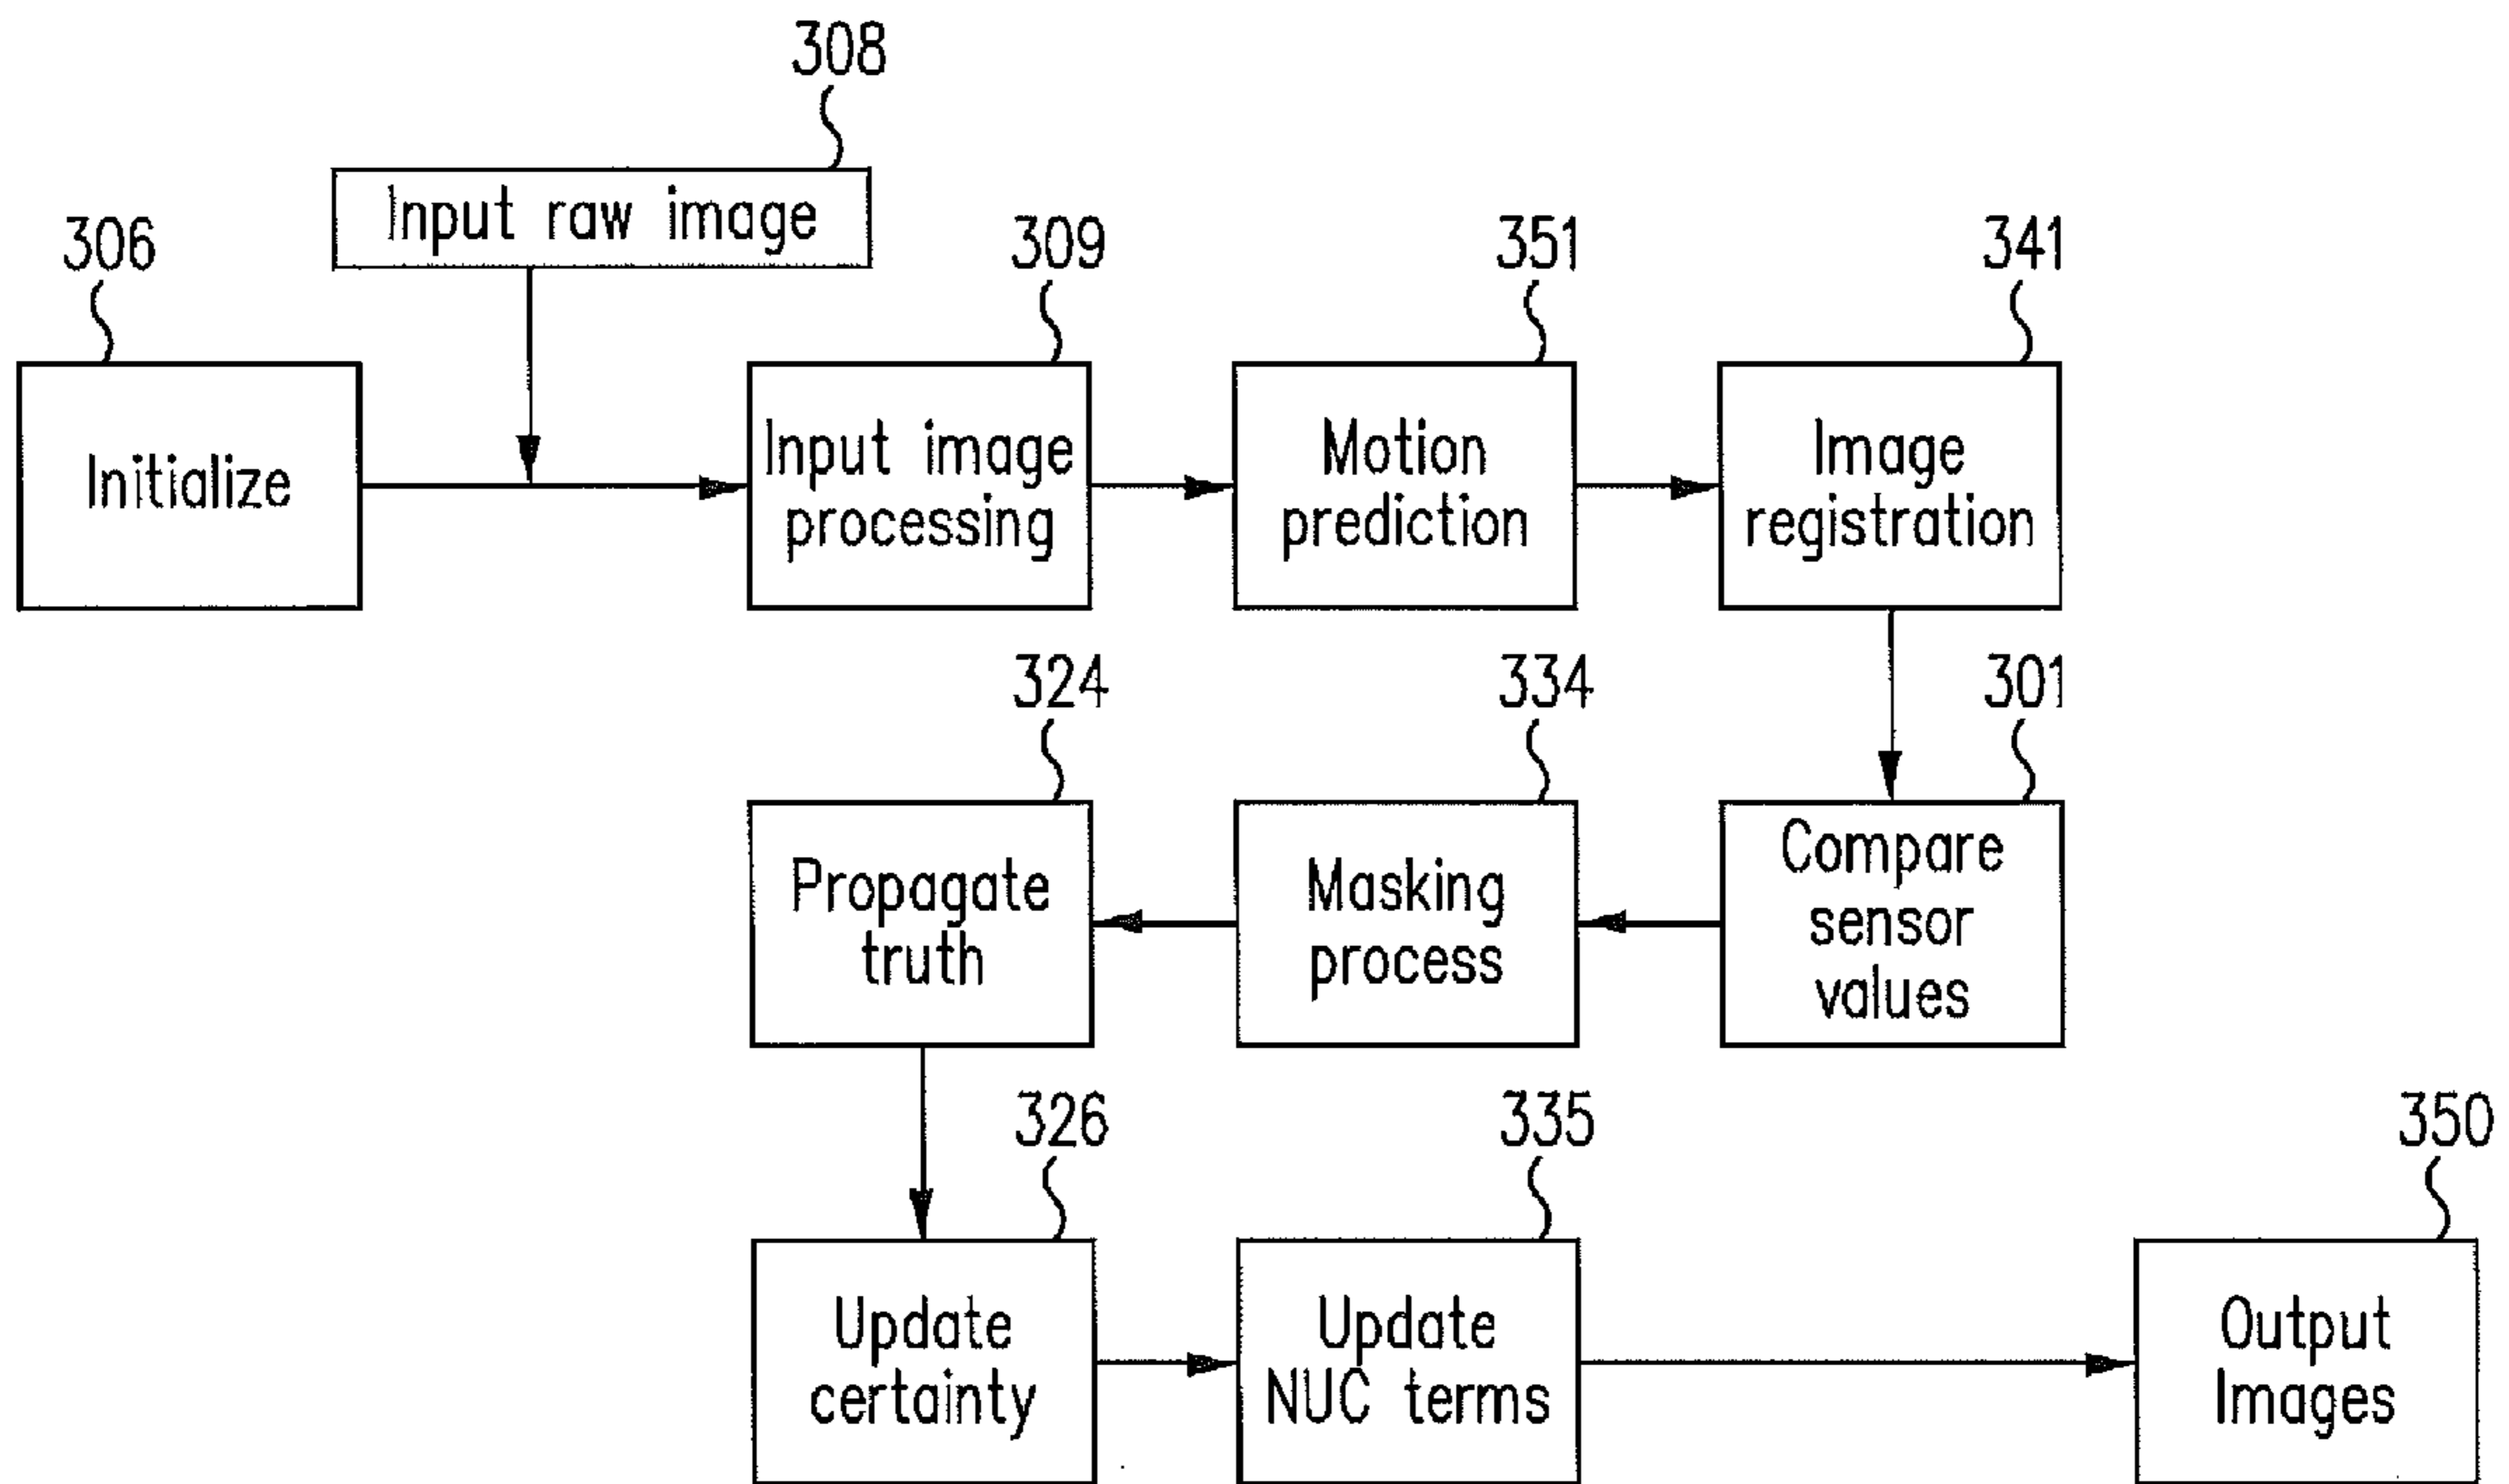 308
Input raw image
306
309
351
341
Initialize
Input image
processing
Motion
prediction
Image
registration
324
334
301
Propagate
truth
Masking
process
Compare
sensor
values
326
335
350
Update
certainty
Update
NUC terms
Output
Images